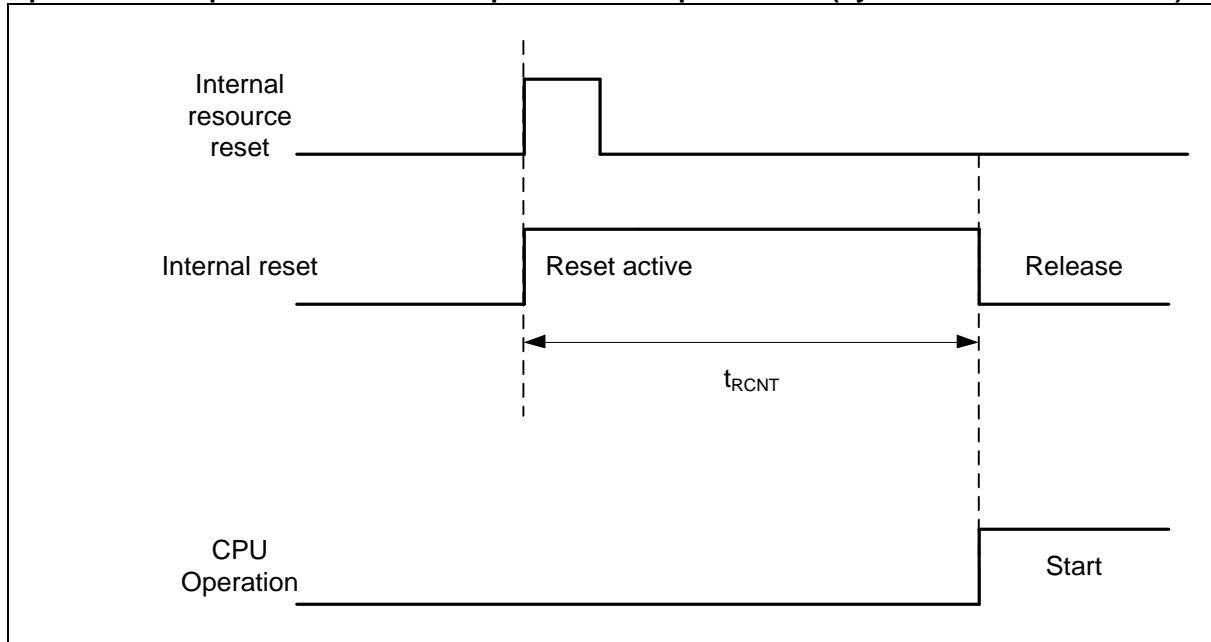 Internal
resource
reset
Internal reset
Reset active
Release
tRCNT
CPU
Operation
Start